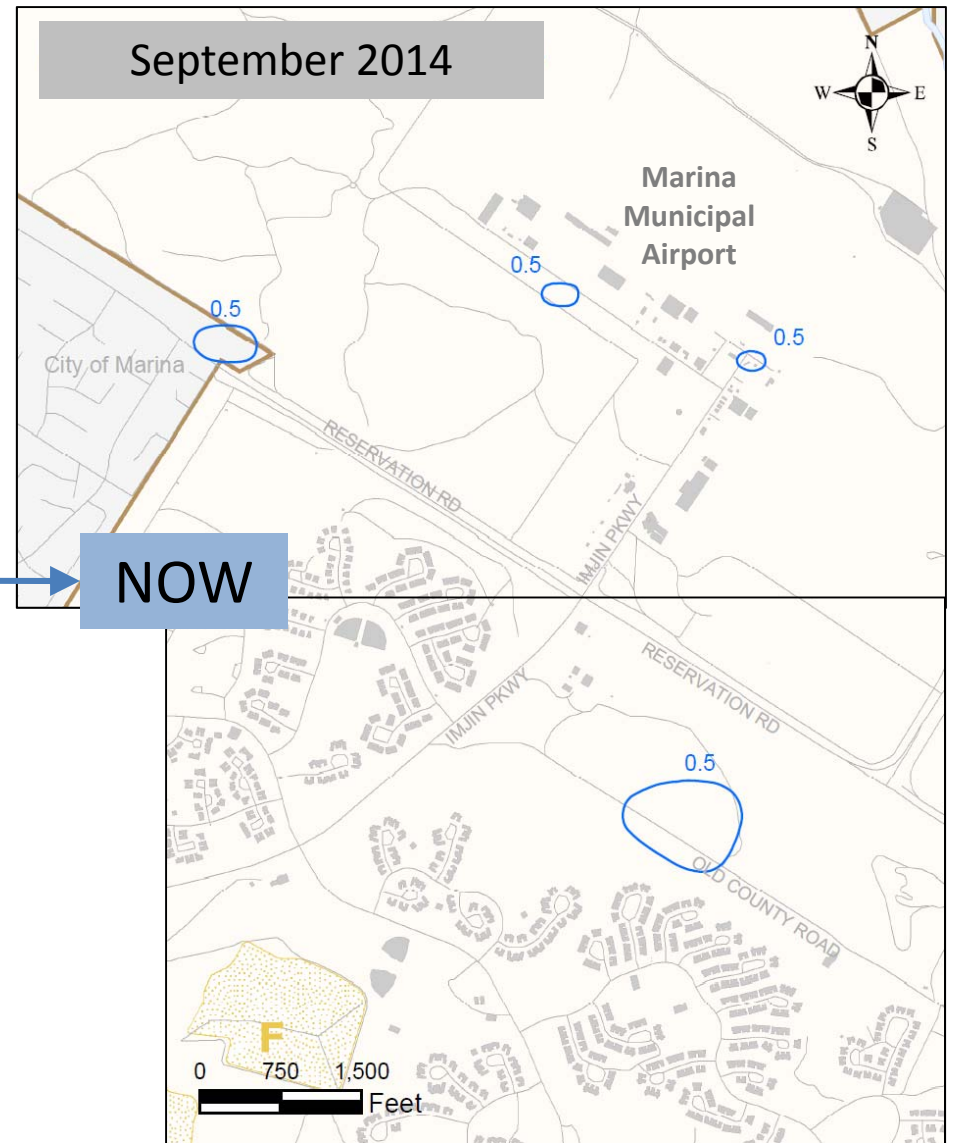 September 2014
N
W
E
S
Marina
Municipal
Airport
0.5
0.5
0.5
City of Marina
RESERVATION RD
IMJIN PKWY
NOW
RESERVATION RD
IMJIN PKWY
0.5
OLD COUNTY ROAD
F
0 750 1,500
Feet